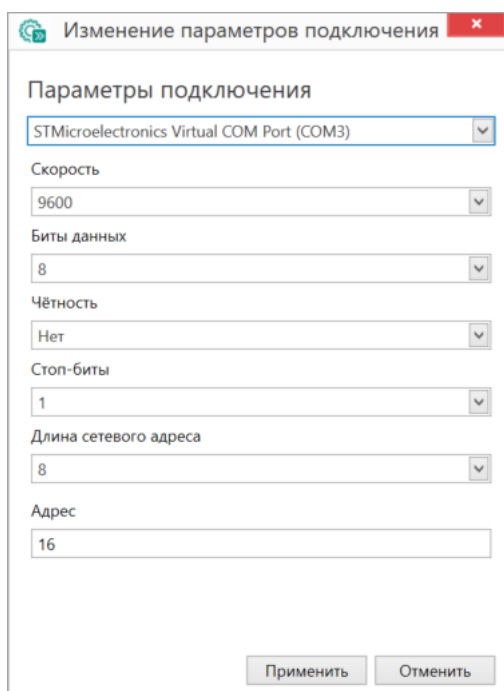 Изменение параметров подключения
Параметры подключения
STMicroelectronics Virtual COM Port (COM3)
Скорость
9600
Биты данных
8
Чётность
Нет
Стоп-биты
1
Длина сетевого адреса
8
Адрес
16
Применить Отменить